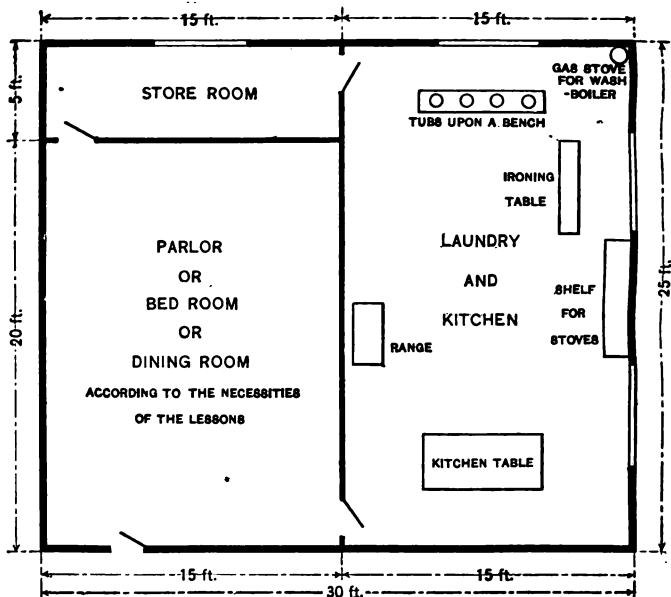 15 ft.
15 ft.
5 ft.
STORE ROOM
GAS STOVE
FOR WASH
-BOILER
TUBS UPON A BENCH
IRONING
TABLE
PARLOR
OR
BED ROOM
OR
DINING ROOM
ACCORDING TO THE NECESSITIES
OF THE LESSONS
LAUNDRY
AND
KITCHEN
SHELF
FOR
STOVES
RANGE
KITCHEN TABLE
20 ft.
25 ft.
15 ft.
15 ft.
30 ft.